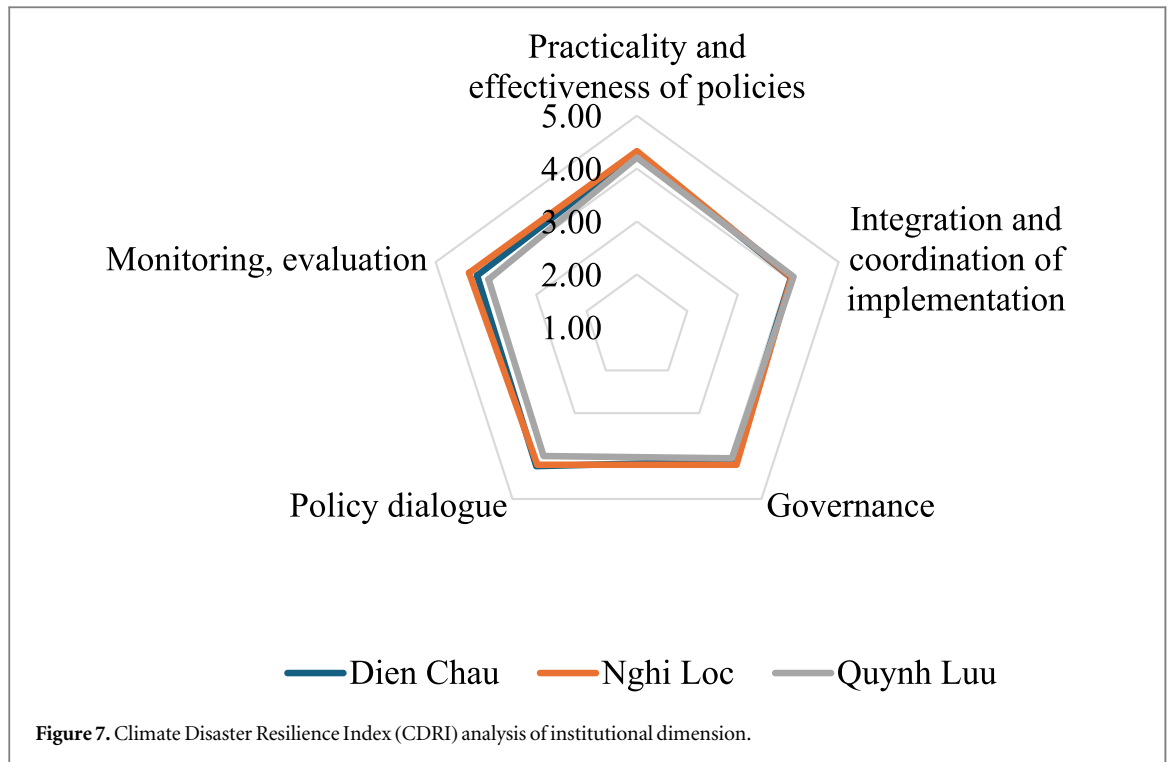 Practicality and
effectiveness of policies
5.00
4.00
3.00
2.00
1.00
Integration and
coordination of
implementation
Monitoring, evaluation
Policy dialogue
Governance
Dien Chau
Nghi Loc
Quynh Luu
Figure 7. Climate Disaster Resilience Index (CDRI) analysis of institutional dimension.